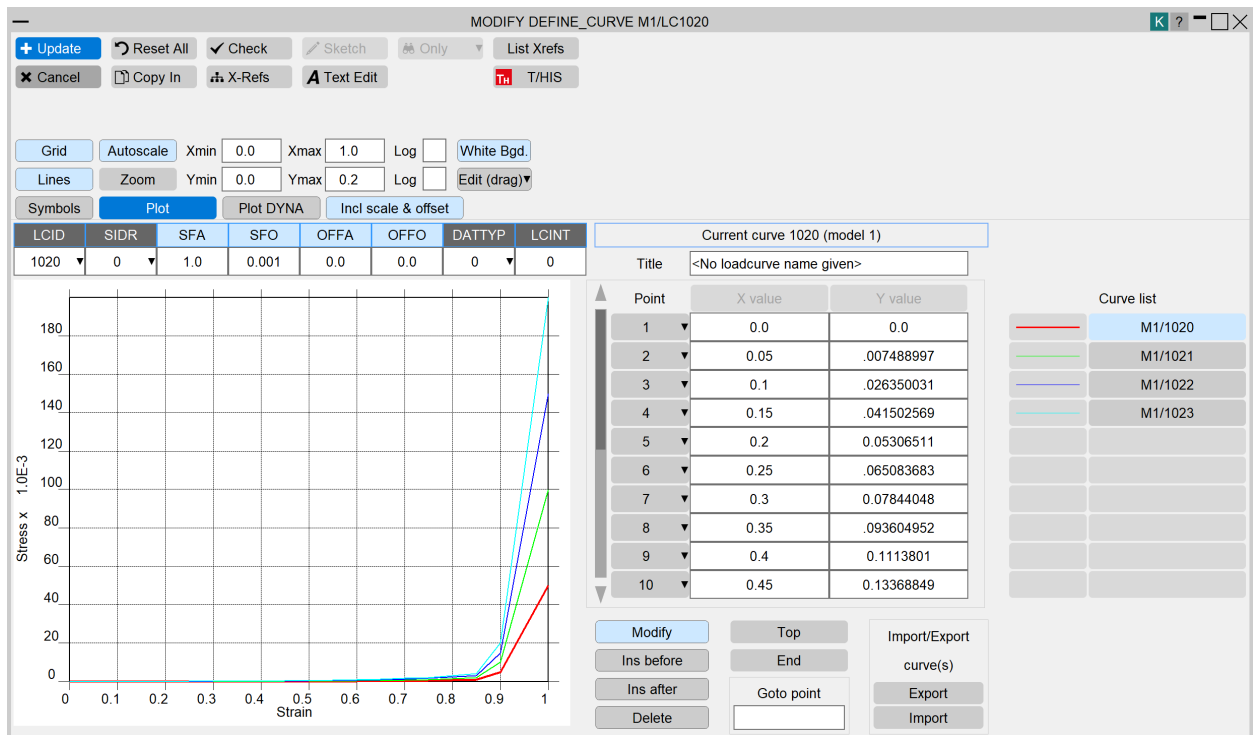 MODIFY DEFINE_CURVE M1/LC1020
K ?
Update Reset All Check Sketch Only List Xrefs
Cancel Copy In X-Refs A Text Edit TH T/HIS
Grid Autoscale Xmin 0.0 Xmax 1.0 Log White Bgd.
Lines Zoom Ymin 0.0 Ymax 0.2 Log Edit (drag)
Symbols Plot Plot DYNA Incl scale & offset
LCID SIDR SFA SFO OFFA OFFO DATTYP LCINT
1020 0 1.0 0.001 0.0 0.0 0 0
Current curve 1020 (model 1)
Title <No loadcurve name given>
Point X value Y value
1 0.0 0.0
2 0.05 .007488997
3 0.1 .026350031
4 0.15 .041502569
5 0.2 0.05306511
6 0.25 .065083683
7 0.3 0.07844048
8 0.35 .093604952
9 0.4 0.1113801
10 0.45 0.13368849
Curve list
M1/1020
M1/1021
M1/1022
M1/1023
180
160
140
120
100
80
60
40
20
0
Stress x 1.0E-3
0 0.1 0.2 0.3 0.4 0.5 0.6 0.7 0.8 0.9 1
Strain
Modify Top Import/Export
Ins before End curve(s)
Ins after Goto point Export
Delete Import